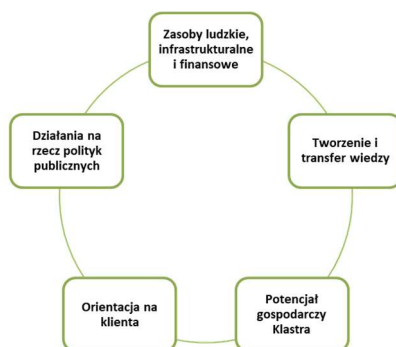 Zasoby ludzkie,
infrastrukturalne
i finansowe
Tworzenie i
transfer wiedzy
Potencjał
gospodarczy
Klastra
Orientacja na
klienta
Działania na
rzecz polityk
publicznych